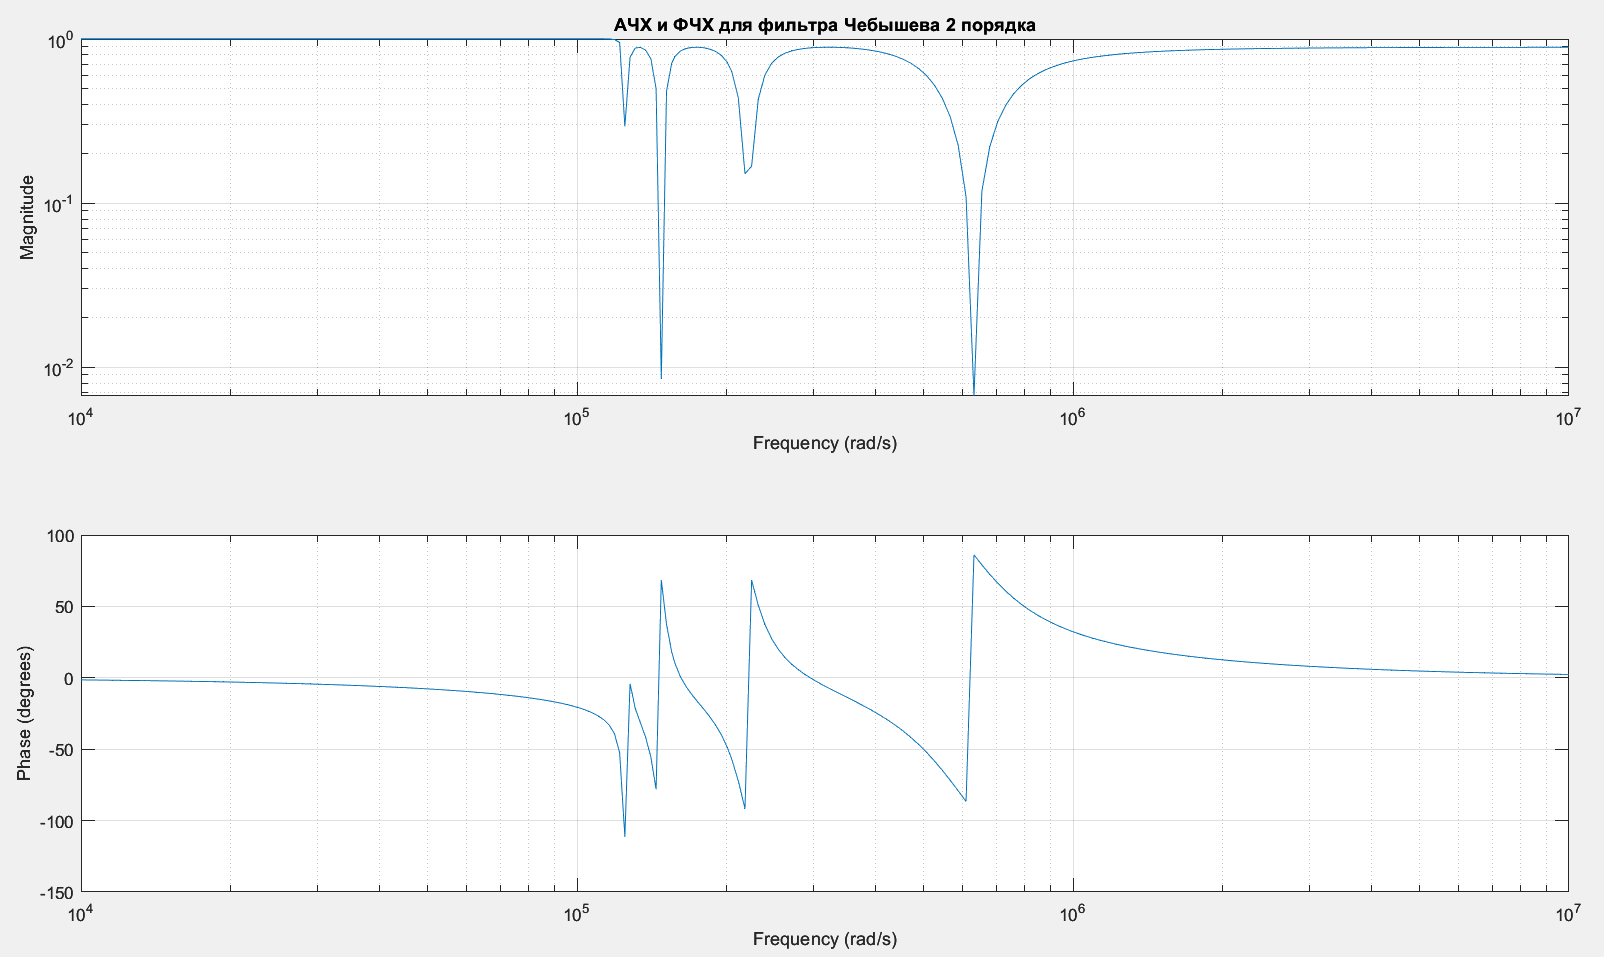 АЧХ и ФЧХ для фильтра Чебышева 2 порядка
10^0
10^-1
10^-2
Magnitude
10^4 10^5 10^6 10^7
Frequency (rad/s)
100
50
0
-50
-100
-150
Phase (degrees)
10^4 10^5 10^6 10^7
Frequency (rad/s)